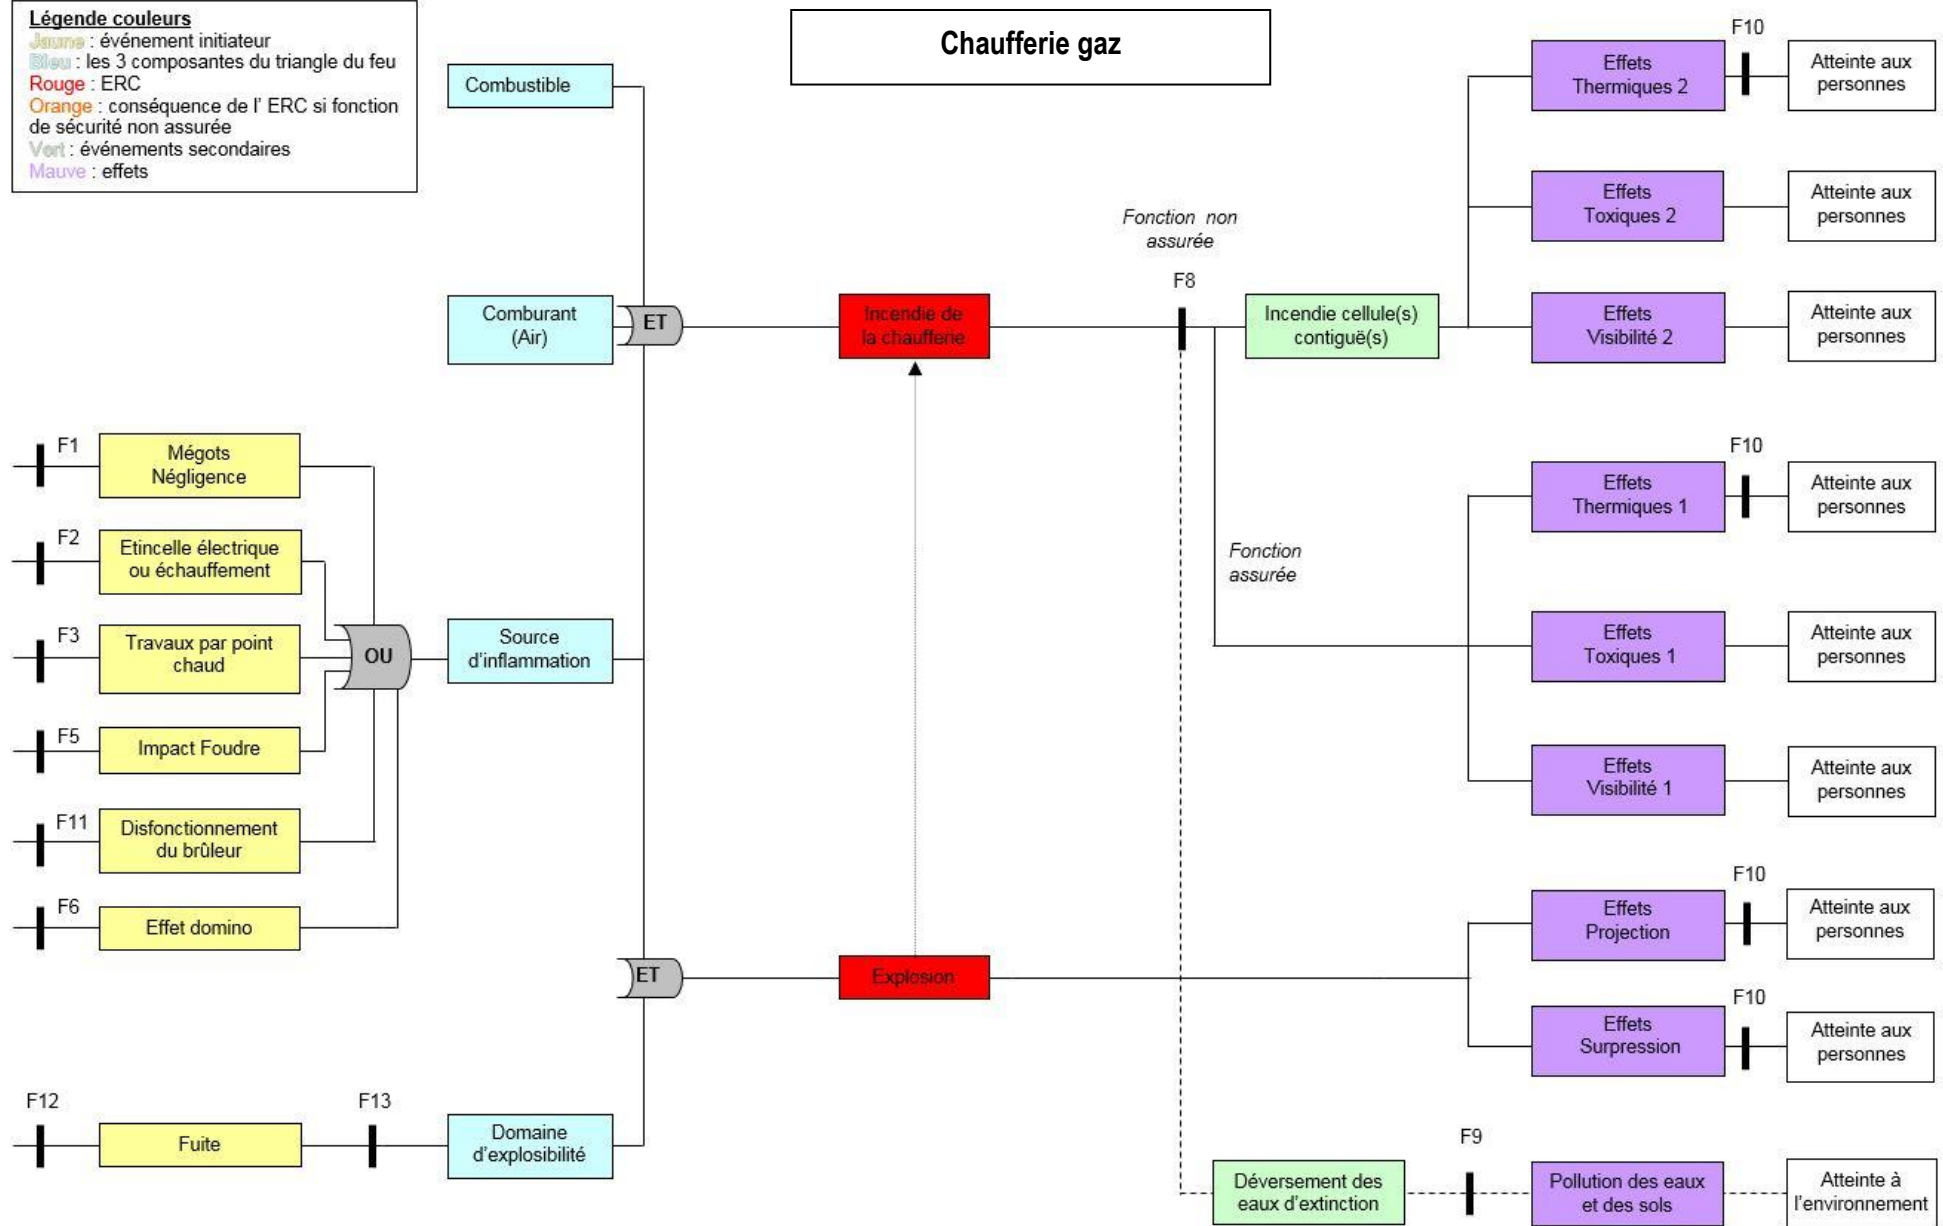 Légende couleurs
Jaune : événement initiateur
Bleu : les 3 composantes du triangle du feu
Rouge : ERC
Orange : conséquence de l' ERC si fonction
de sécurité non assurée
Vert : événements secondaires
Mauve : effets
Chaufferie gaz
Combustible
Comburant
(Air)
ET
Incendie de
la chaufferie
Fonction non
assurée
F8
Incendie cellule(s)
contiguë(s)
Effets
Thermiques 2
F10
Atteinte aux
personnes
Effets
Toxiques 2
Atteinte aux
personnes
Effets
Visibilité 2
Atteinte aux
personnes
F1
Mégots
Négligence
F2
Etincelle électrique
ou échauffement
F3
Travaux par point
chaud
F5
Impact Foudre
F11
Disfonctionnement
du brûleur
F6
Effet domino
OU
Source
d'inflammation
Fonction
assurée
Effets
Thermiques 1
F10
Atteinte aux
personnes
Effets
Toxiques 1
Atteinte aux
personnes
Effets
Visibilité 1
Atteinte aux
personnes
ET
Explosion
Effets
Projection
F10
Atteinte aux
personnes
Effets
Surpression
F10
Atteinte aux
personnes
F12
Fuite
F13
Domaine
d'explosibilité
Déversement des
eaux d'extinction
F9
Pollution des eaux
et des sols
Atteinte à
l'environnement